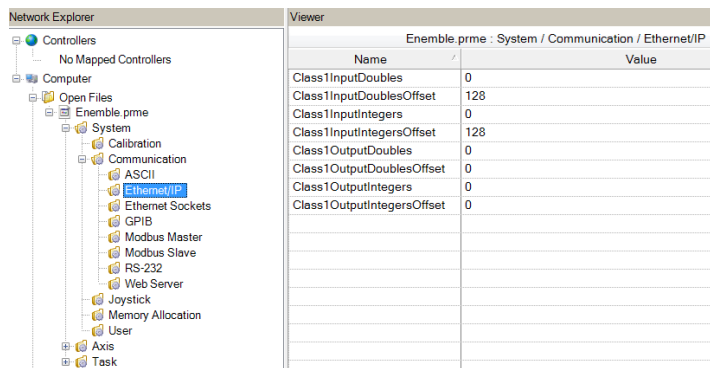 Network Explorer
Controllers
No Mapped Controllers
Computer
Open Files
Enemble.prme
System
Calibration
Communication
ASCII
Ethernet/IP
Ethernet Sockets
GPIB
Modbus Master
Modbus Slave
RS-232
Web Server
Joystick
Memory Allocation
User
Axis
Task
Viewer
Enemble.prme : System / Communication / Ethernet/IP
Name Value
Class1InputDoubles 0
Class1InputDoublesOffset 128
Class1InputIntegers 0
Class1InputIntegersOffset 128
Class1OutputDoubles 0
Class1OutputDoublesOffset 0
Class1OutputIntegers 0
Class1OutputIntegersOffset 0